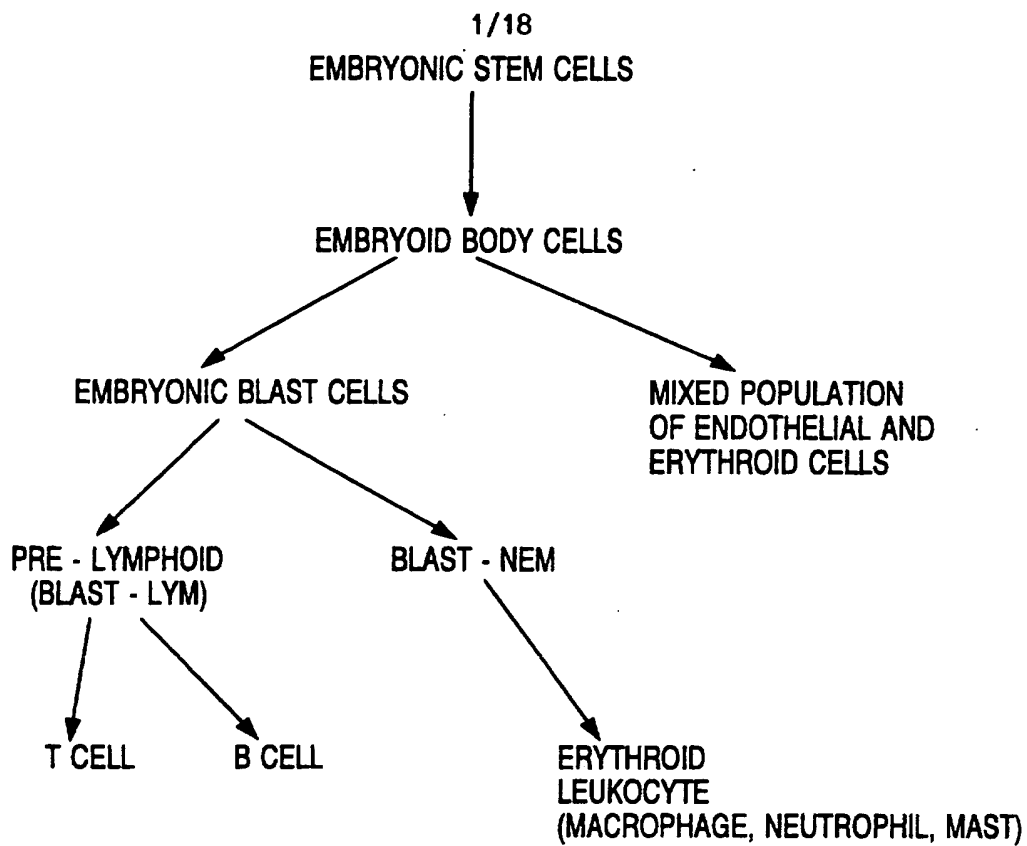 1/18
EMBRYONIC STEM CELLS
EMBRYOID BODY CELLS
EMBRYONIC BLAST CELLS
MIXED POPULATION
OF ENDOTHELIAL AND
ERYTHROID CELLS
PRE - LYMPHOID
(BLAST - LYM)
BLAST - NEM
T CELL
B CELL
ERYTHROID
LEUKOCYTE
(MACROPHAGE, NEUTROPHIL, MAST)